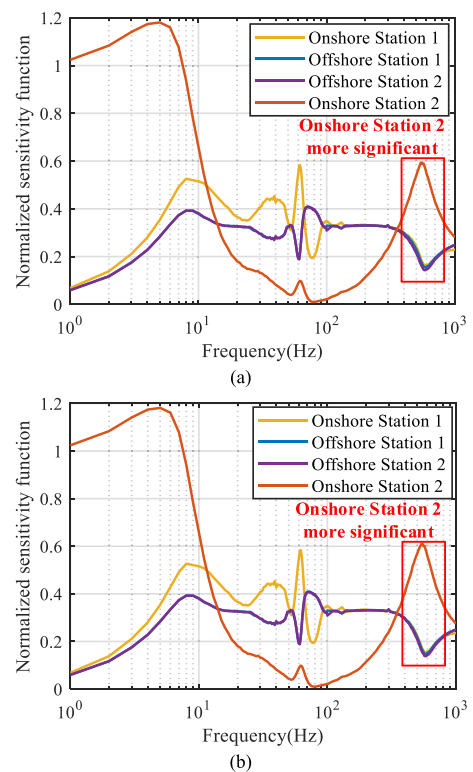 1.2
Onshore Station 1
Offshore Station 1
Offshore Station 2
Onshore Station 2
Onshore Station 2
more significant
1
0.8
0.6
0.4
0.2
0
Normalized sensitivity function
10^0
10^1
10^2
10^3
Frequency(Hz)
(a)
1.2
Onshore Station 1
Offshore Station 1
Offshore Station 2
Onshore Station 2
Onshore Station 2
more significant
1
0.8
0.6
0.4
0.2
0
Normalized sensitivity function
10^0
10^1
10^2
10^3
Frequency(Hz)
(b)